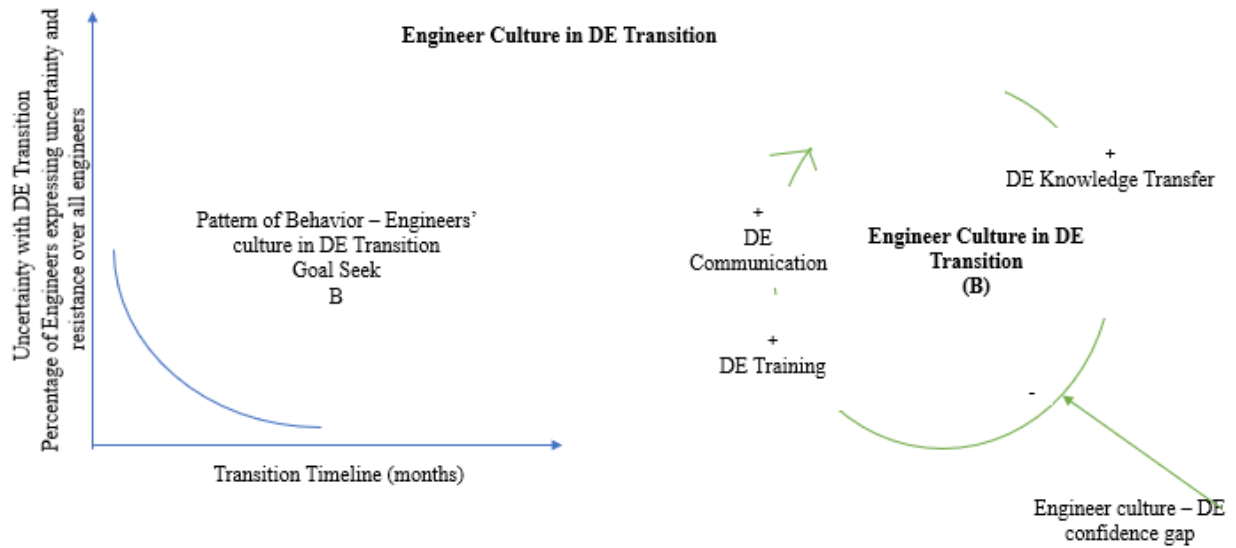 Engineer Culture in DE Transition
Uncertainty with DE Transition
Percentage of Engineers expressing uncertainty and
resistance over all engineers
Pattern of Behavior – Engineers’
culture in DE Transition
Goal Seek
B
Transition Timeline (months)
+
DE Knowledge Transfer
+
DE
Communication
Engineer Culture in DE
Transition
(B)
+
DE Training
-
Engineer culture – DE
confidence gap